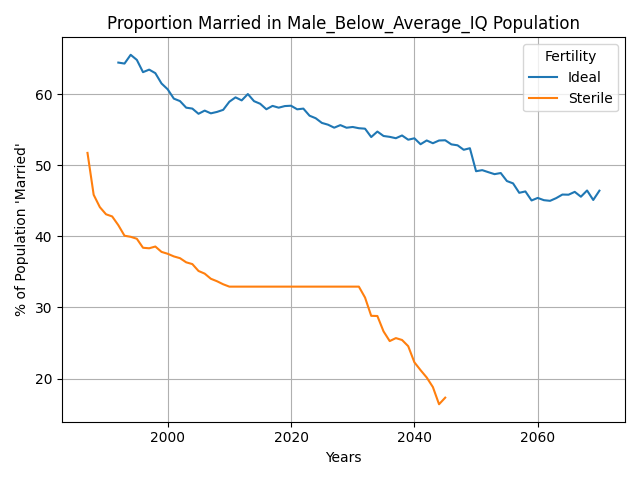 Proportion Married in Male_Below_Average_IQ Population
% of Population 'Married'
60
50
40
30
20
Fertility
Ideal
Sterile
2000 2020 2040 2060
Years